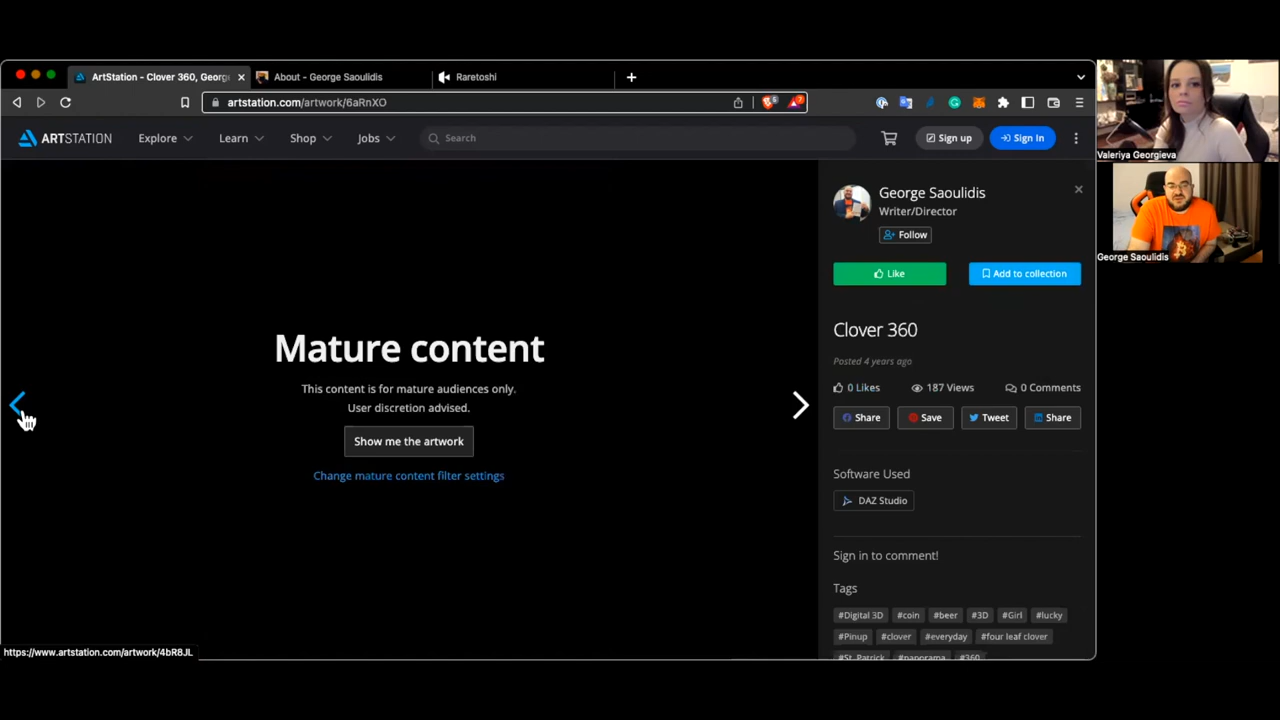 ArtStation - Clover 360, Georg
About - George Saoulidis
Raretoshi
artstation.com/artwork/6aRnXO
ARTSTATION
Explore
Learn
Shop
Jobs
Search
Sign up
Sign In
George Saoulidis
Writer/Director
Follow
Like
Add to collection
Mature content
This content is for mature audiences only.
User discretion advised.
Show me the artwork
Change mature content filter settings
Clover 360
Posted 4 years ago
0 Likes
187 Views
0 Comments
Share
Save
Tweet
Share
Software Used
DAZ Studio
Sign in to comment!
Tags
#Digital 3D #coin #beer #3D #Girl #lucky
#Pinup #clover #everyday #four leaf clover
#St. Patrick #panorama #360
https://www.artstation.com/artwork/4bR8JL
Valeriya Georgieva
George Saoulidis